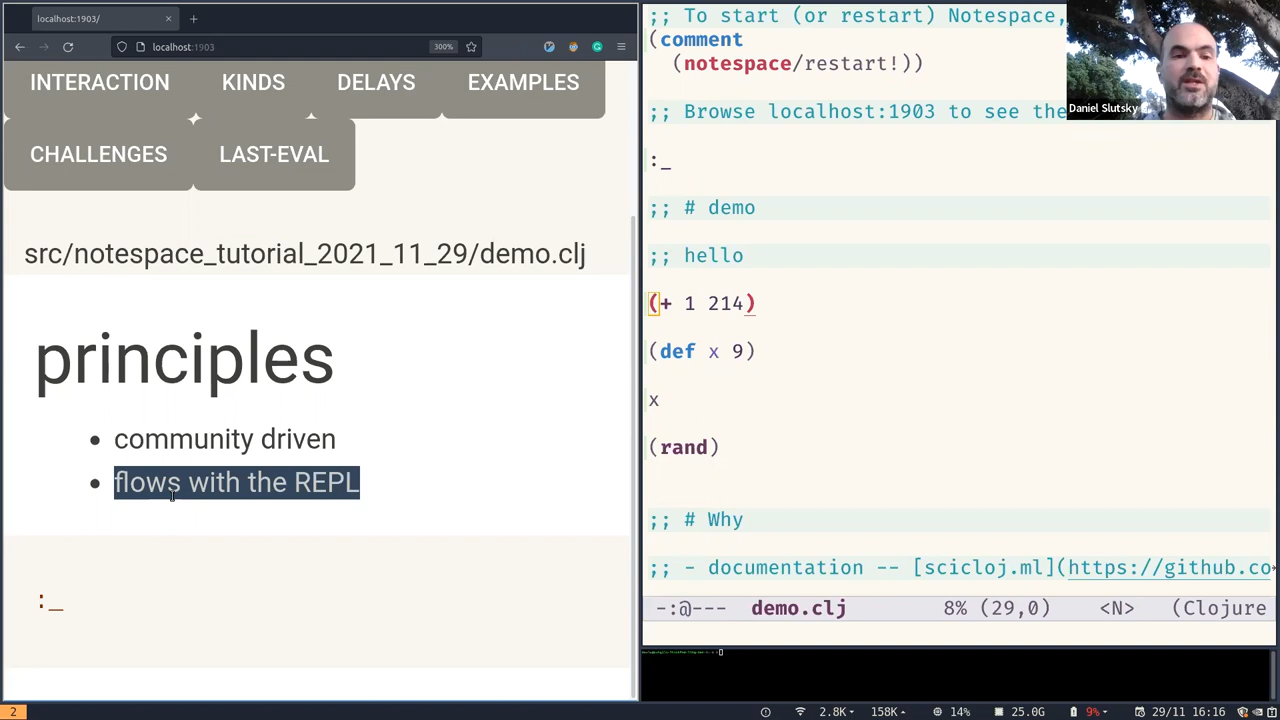 localhost:1903/
localhost:1903
300%
INTERACTION
KINDS
DELAYS
EXAMPLES
CHALLENGES
LAST-EVAL
src/notespace_tutorial_2021_11_29/demo.clj
principles
• community driven
• flows with the REPL
:_
;; To start (or restart) Notespace,
(comment
(notespace/restart!))
;; Browse localhost:1903 to see the
:_
;; # demo
;; hello
(+ 1 214)
(def x 9)
x
(rand)
;; # Why
;; - documentation -- [scicloj.ml](https://github.co
-:@--- demo.clj 8% (29,0) <N> (Clojure
Daniel Slutsky
2
2.8K
158K
14%
25.0G
9%
29/11 16:16